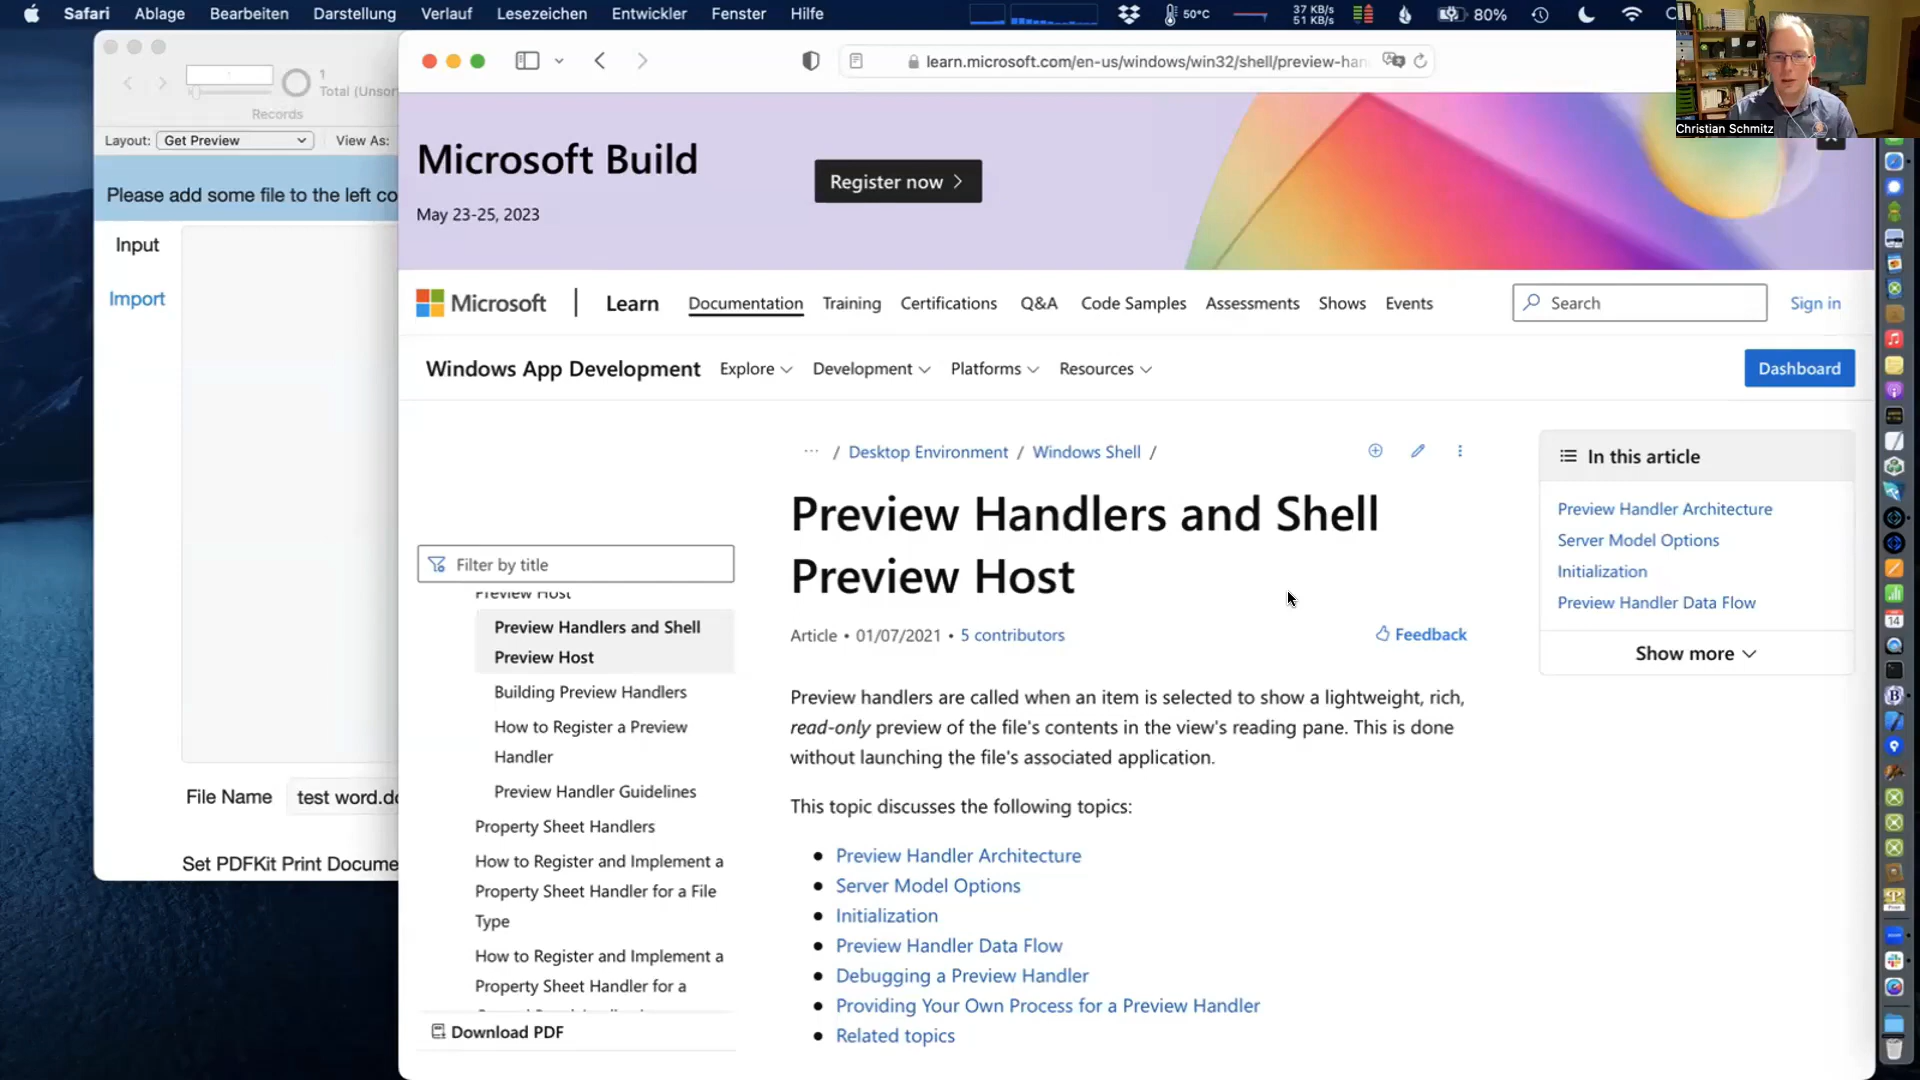 Safari Ablage Bearbeiten Darstellung Verlauf Lesezeichen Entwickler Fenster Hilfe 50°C 37 KB/s 51 KB/s 80%
Christian Schmitz
learn.microsoft.com/en-us/windows/win32/shell/preview-han
1
Total (Unsor
Records
Layout: Get Preview View As:
Please add some file to the left co
Input
Import
File Name test word.do
Set PDFKit Print Docume
Microsoft Build
May 23-25, 2023
Register now
Microsoft Learn Documentation Training Certifications Q&A Code Samples Assessments Shows Events Search Sign in
Windows App Development Explore Development Platforms Resources Dashboard
··· / Desktop Environment / Windows Shell /
Preview Handlers and Shell
Preview Host
Article • 01/07/2021 • 5 contributors Feedback
Preview handlers are called when an item is selected to show a lightweight, rich,
read-only preview of the file's contents in the view's reading pane. This is done
without launching the file's associated application.
This topic discusses the following topics:
• Preview Handler Architecture
• Server Model Options
• Initialization
• Preview Handler Data Flow
• Debugging a Preview Handler
• Providing Your Own Process for a Preview Handler
• Related topics
Filter by title
Preview Host
Preview Handlers and Shell
Preview Host
Building Preview Handlers
How to Register a Preview
Handler
Preview Handler Guidelines
Property Sheet Handlers
How to Register and Implement a
Property Sheet Handler for a File
Type
How to Register and Implement a
Property Sheet Handler for a
Download PDF
In this article
Preview Handler Architecture
Server Model Options
Initialization
Preview Handler Data Flow
Show more
14